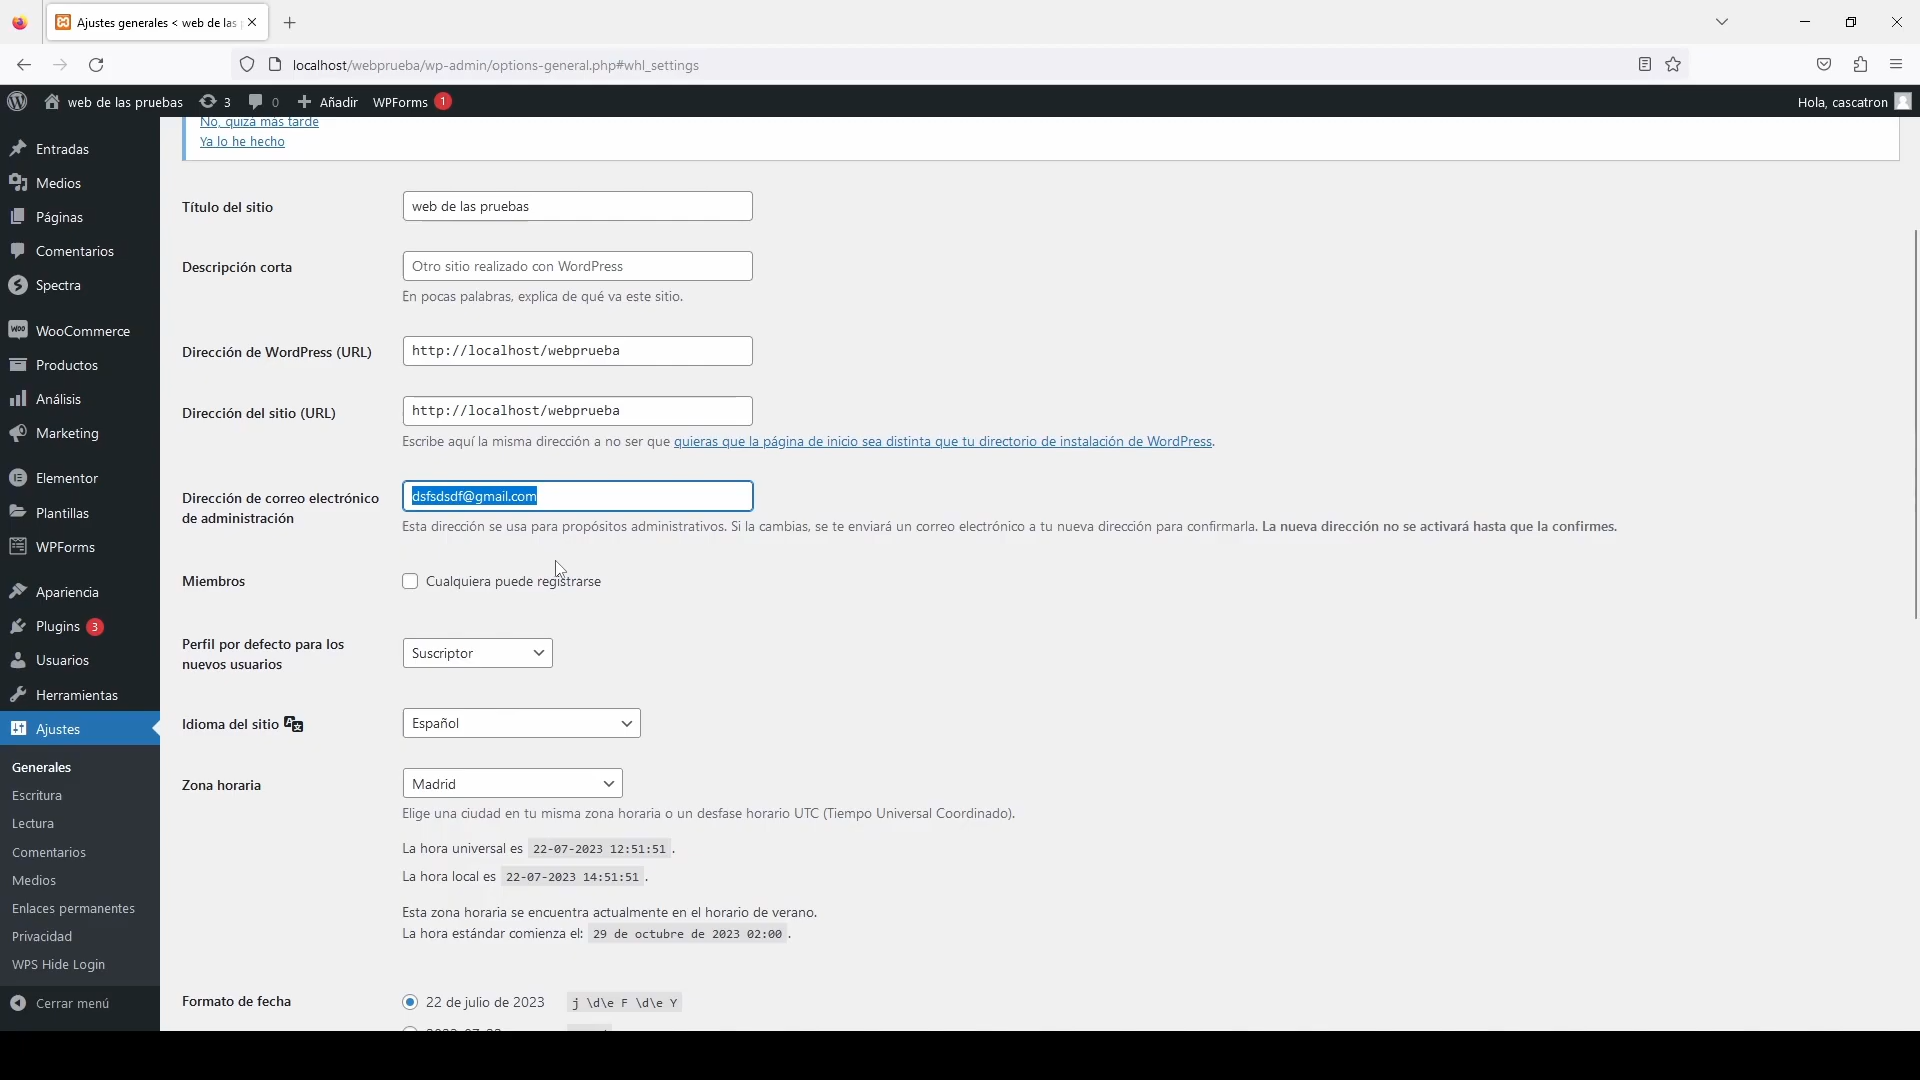 Ajustes generales < web de las
localhost/webprueba/wp-admin/options-general.php#whl_settings
web de las pruebas
3
0
Añadir
WPForms 1
Hola, cascatron
Entradas
Medios
Páginas
Comentarios
Spectra
WooCommerce
Productos
Análisis
Marketing
Elementor
Plantillas
WPForms
Apariencia
Plugins 3
Usuarios
Herramientas
Ajustes
Generales
Escritura
Lectura
Comentarios
Medios
Enlaces permanentes
Privacidad
WPS Hide Login
Cerrar menú
No, quizá más tarde
Ya lo he hecho
Título del sitio
web de las pruebas
Descripción corta
Otro sitio realizado con WordPress
En pocas palabras, explica de qué va este sitio.
Dirección de WordPress (URL)
http://localhost/webprueba
Dirección del sitio (URL)
http://localhost/webprueba
Escribe aquí la misma dirección a no ser que quieras que la página de inicio sea distinta que tu directorio de instalación de WordPress.
Dirección de correo electrónico
de administración
dsfsdsdf@gmail.com
Esta dirección se usa para propósitos administrativos. Si la cambias, se te enviará un correo electrónico a tu nueva dirección para confirmarla. La nueva dirección no se activará hasta que la confirmes.
Miembros
Cualquiera puede registrarse
Perfil por defecto para los
nuevos usuarios
Suscriptor
Idioma del sitio
Español
Zona horaria
Madrid
Elige una ciudad en tu misma zona horaria o un desfase horario UTC (Tiempo Universal Coordinado).
La hora universal es 22-07-2023 12:51:51 .
La hora local es 22-07-2023 14:51:51 .
Esta zona horaria se encuentra actualmente en el horario de verano.
La hora estándar comienza el: 29 de octubre de 2023 02:00 .
Formato de fecha
22 de julio de 2023 j \d\e F \d\e Y